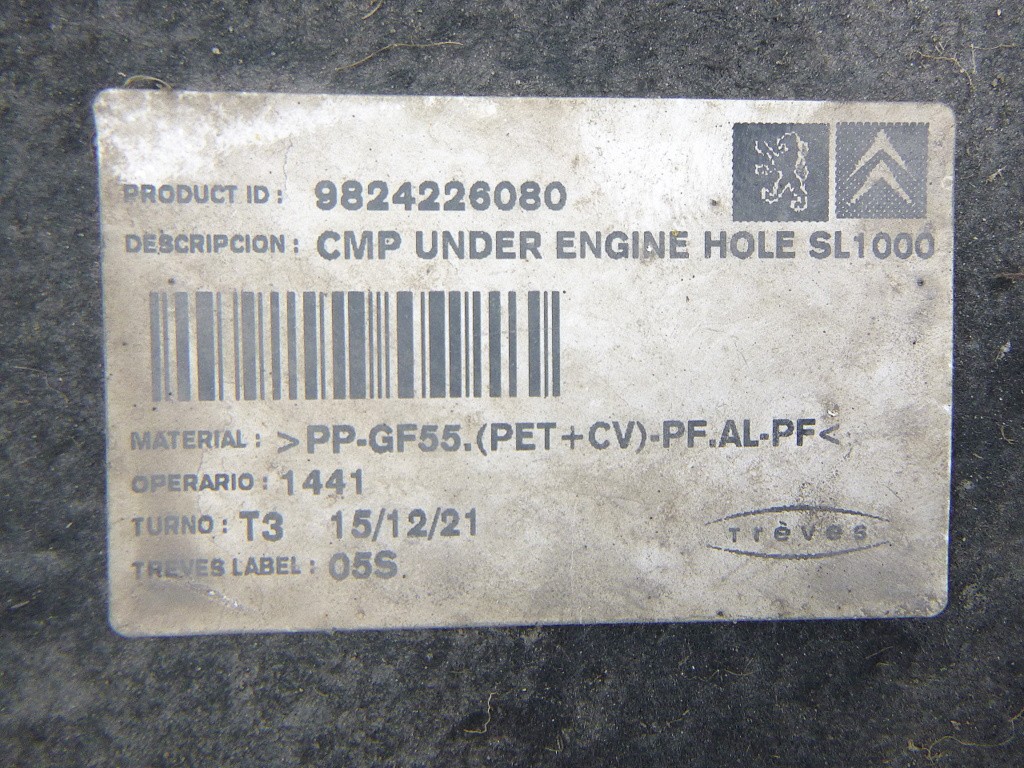 PRODUCT ID: 9824226080
DESCRIPCION: CMP UNDER ENGINE HOLE SL1000
MATERIAL: >PP-GF55.(PET+CV)-PF.AL-PF<
OPERARIO: 1441
TURNO: T3 15/12/21
Trèves
TREVES LABEL: 05S